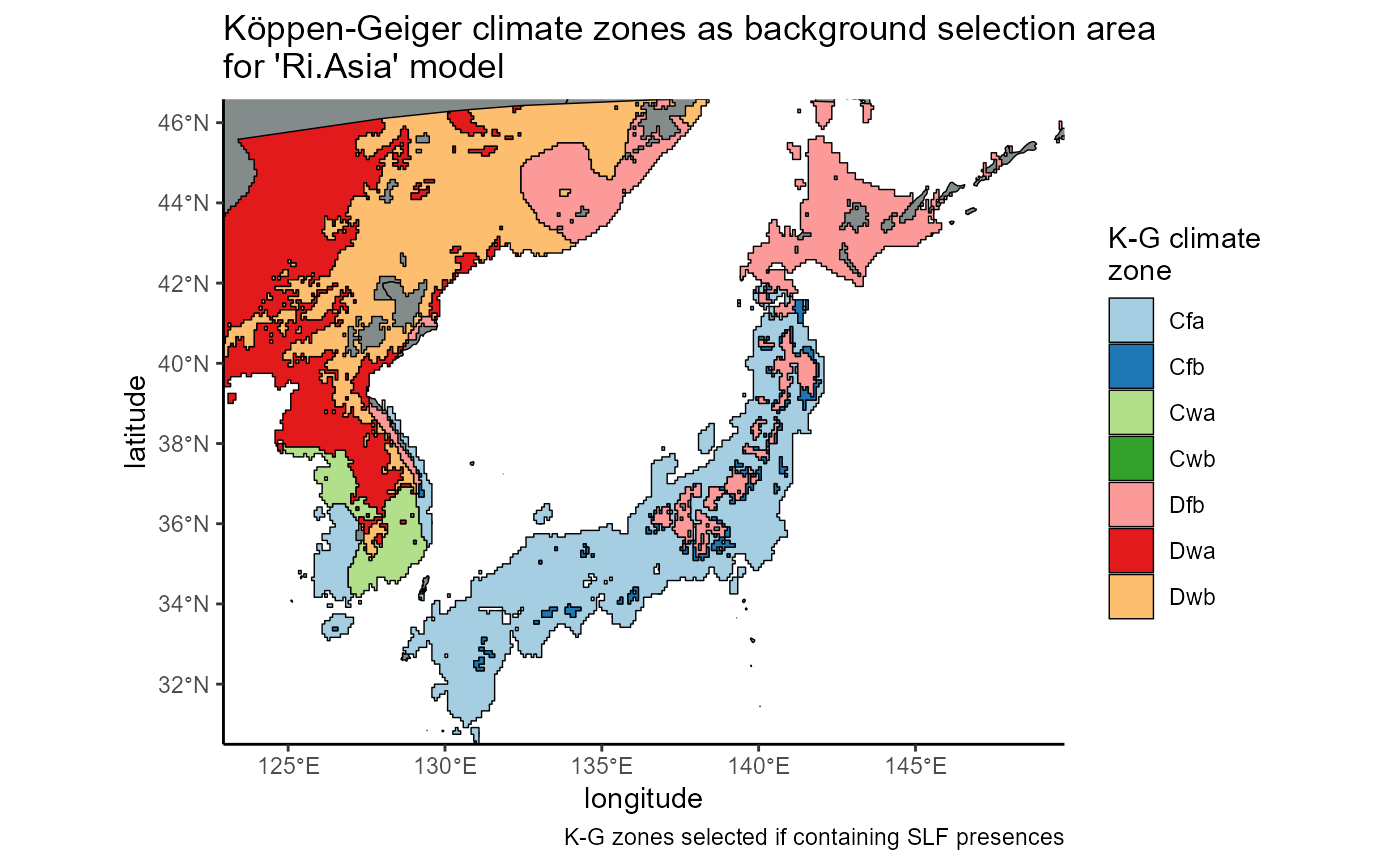 Köppen-Geiger climate zones as background selection area
for 'Ri.Asia' model
46°N
44°N
42°N
40°N
38°N
36°N
34°N
32°N
latitude
125°E
130°E
135°E
140°E
145°E
longitude
K-G climate
zone
Cfa
Cfb
Cwa
Cwb
Dfb
Dwa
Dwb
K-G zones selected if containing SLF presences